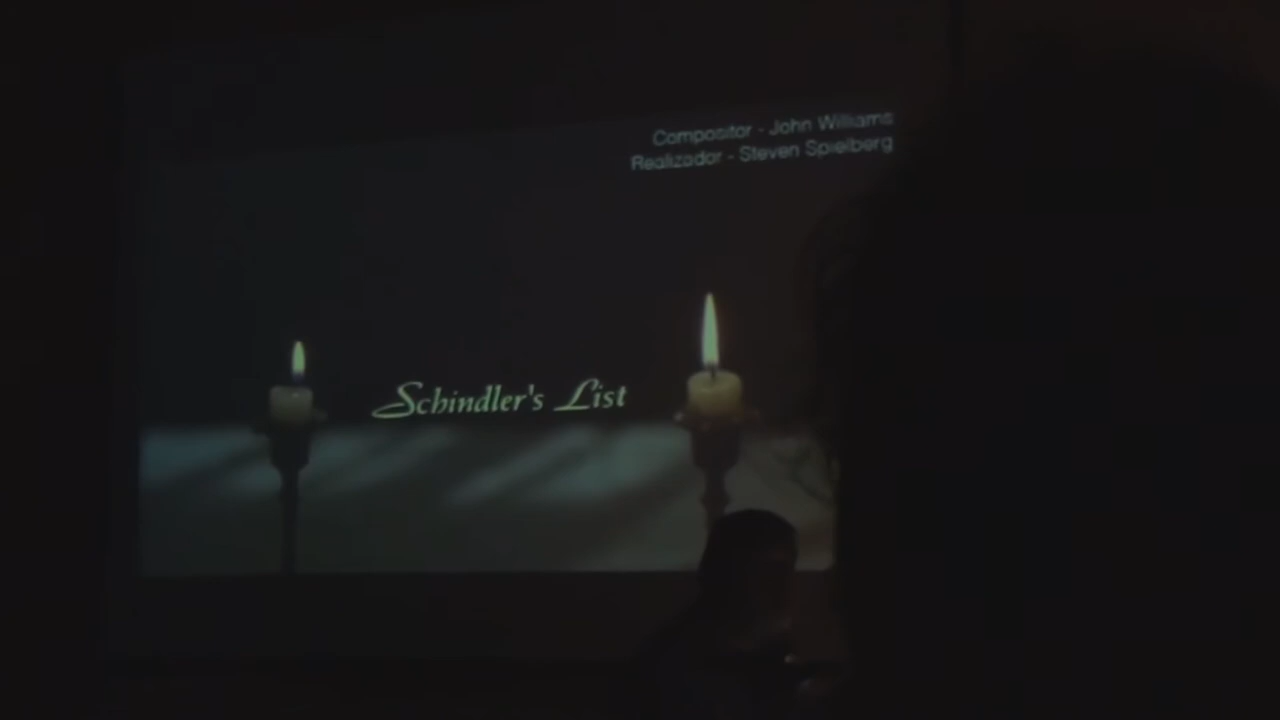 Compositor - John Williams
Realizador - Steven Spielberg
Schindler's List